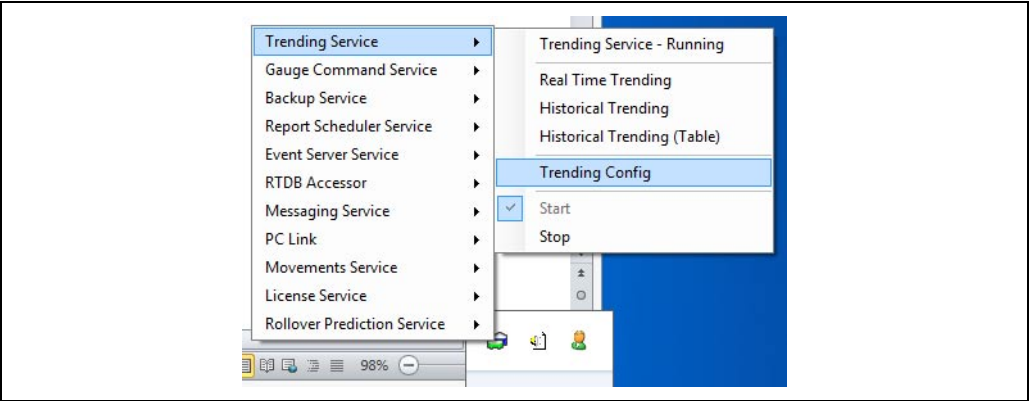 Trending Service
Gauge Command Service
Backup Service
Report Scheduler Service
Event Server Service
RTDB Accessor
Messaging Service
PC Link
Movements Service
License Service
Rollover Prediction Service
Trending Service - Running
Real Time Trending
Historical Trending
Historical Trending (Table)
Trending Config
Start
Stop
98%